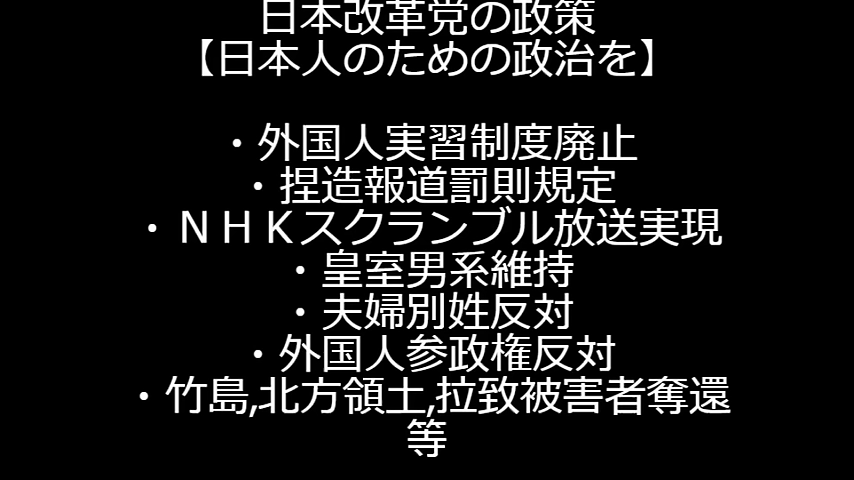 日本改革党の政策
【日本人のための政治を】
・外国人実習制度廃止
・捏造報道罰則規定
・ＮＨＫスクランブル放送実現
・皇室男系維持
・夫婦別姓反対
・外国人参政権反対
・竹島,北方領土,拉致被害者奪還
等